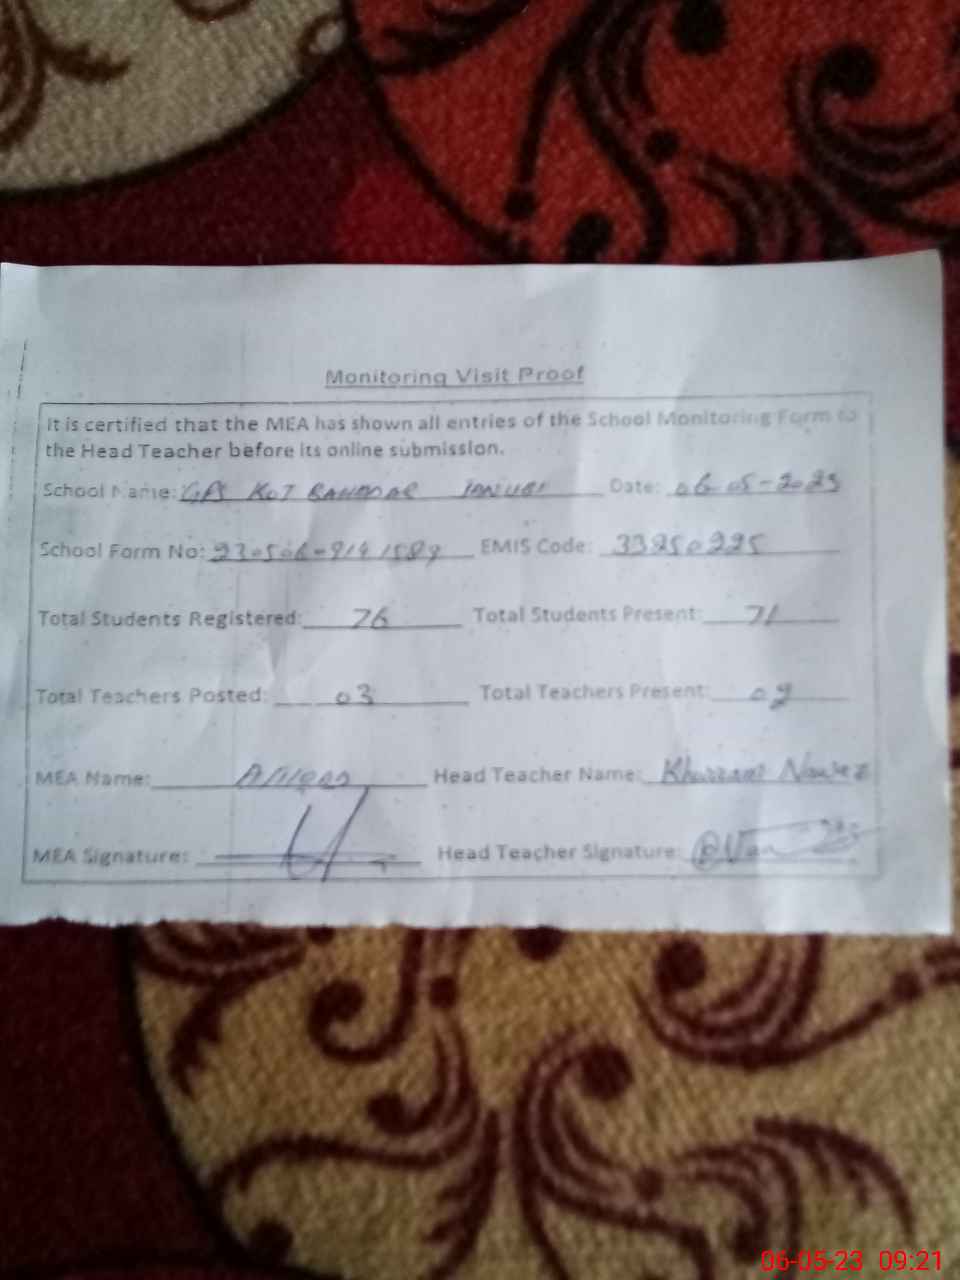 Monitoring Visit Proof
It is certified that the MEA has shown all entries of the School Monitoring Form to
the Head Teacher before its online submission.
School Name: GPS KOT BAHADAR JANUBI Date: 06-05-2023
School Form No: EMIS Code: 33250225
Total Students Registered: 76 Total Students Present: 71
Total Teachers Posted: 03 Total Teachers Present:
MEA Name: Head Teacher Name: Khurram Nawaz
MEA Signature: Head Teacher Signature:
06-05-23 09:21